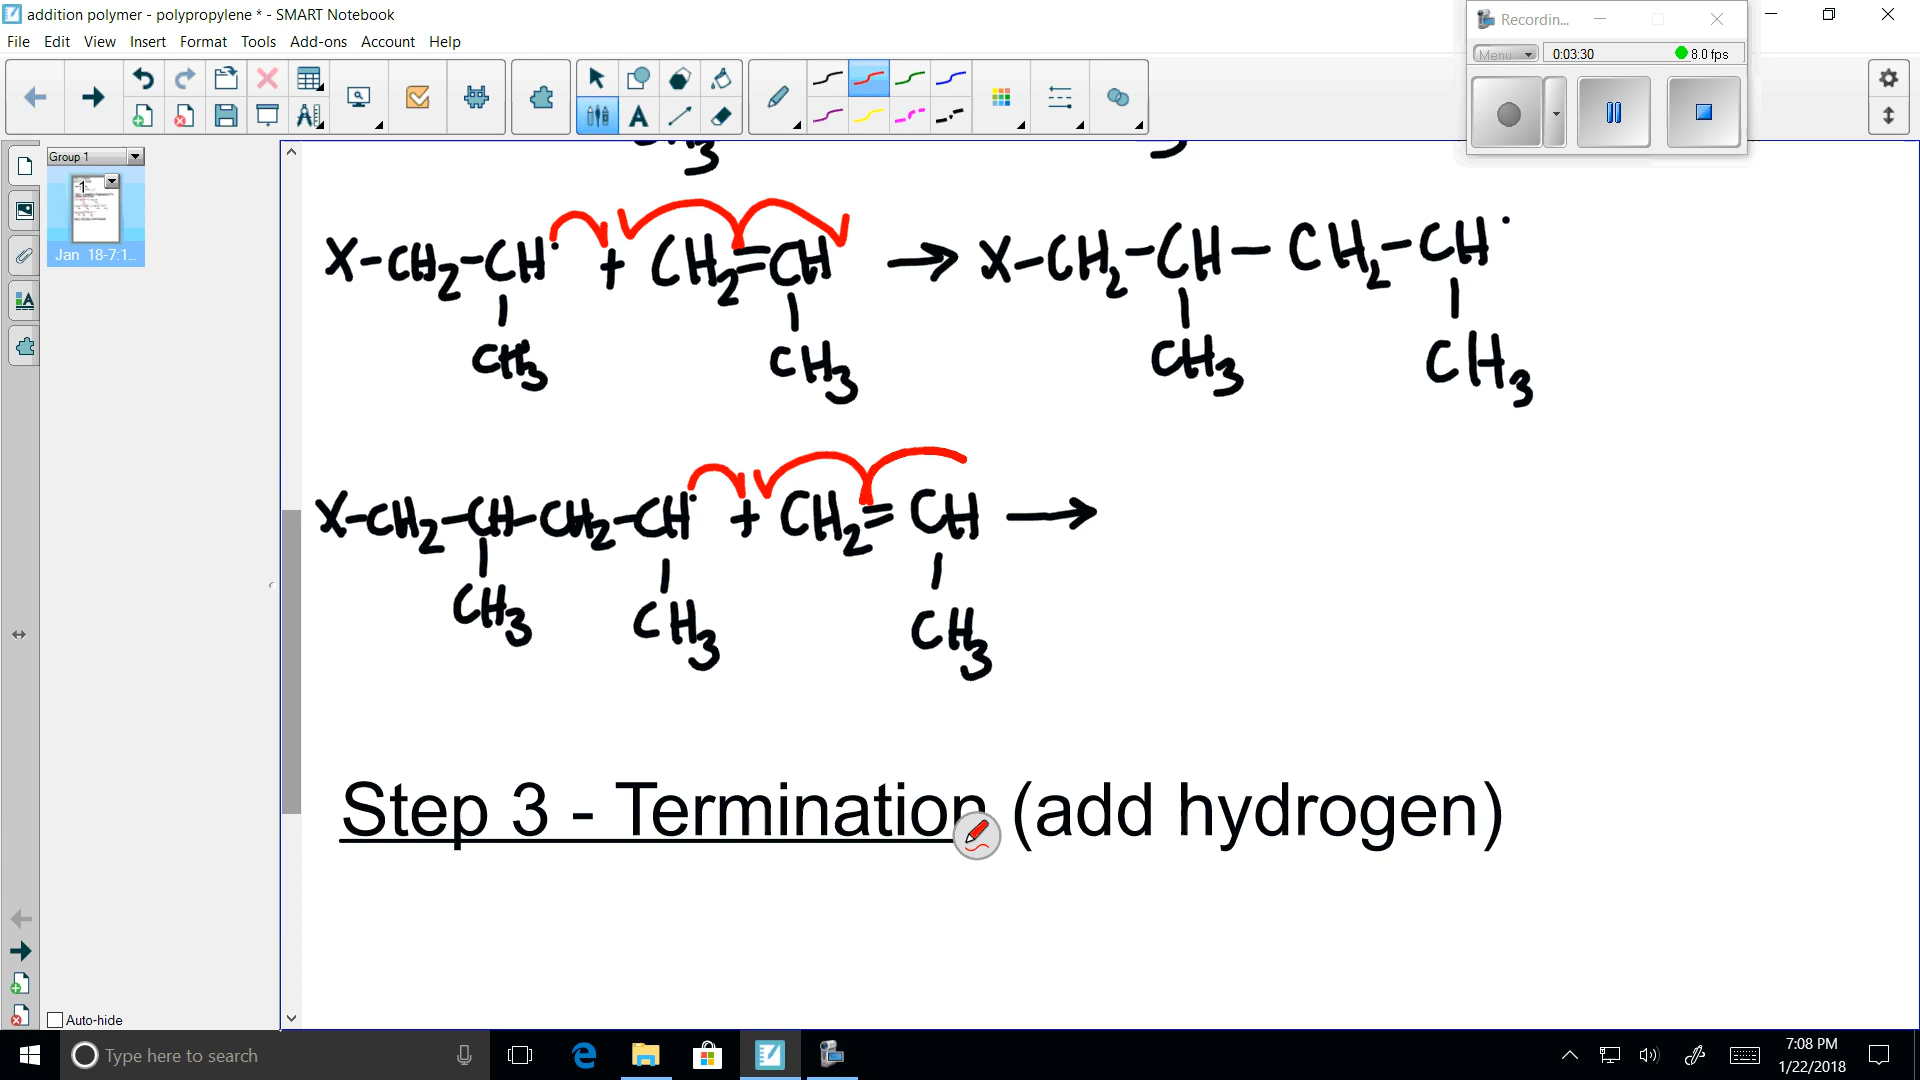 addition polymer - polypropylene * - SMART Notebook
Recordin...
File Edit View Insert Format Tools Add-ons Account Help
Menu 0:03:30 8.0 fps
Group 1
1
Jan 18-7:1...
CH3 3
X-CH2-CH· + CH2=CH → X-CH2-CH-CH2-CH·
CH3 CH3 CH3 CH3
X-CH2-CH-CH2-CH· + CH2=CH →
CH3 CH3 CH3
Step 3 - Termination (add hydrogen)
Auto-hide
Type here to search
7:08 PM
1/22/2018